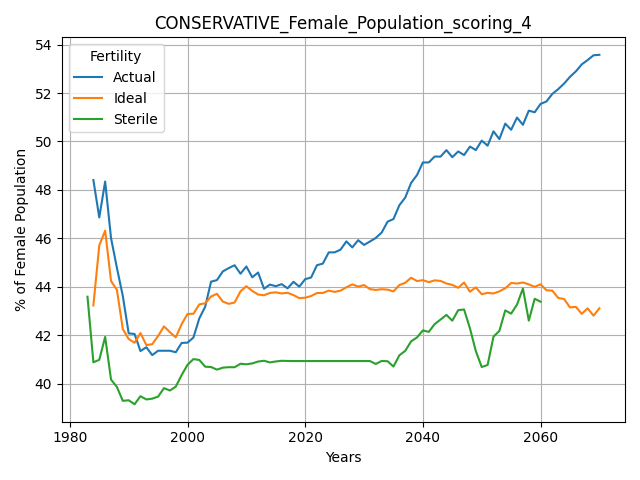 CONSERVATIVE_Female_Population_scoring_4
Fertility
Actual
Ideal
Sterile
% of Female Population
54
52
50
48
46
44
42
40
1980
2000
2020
2040
2060
Years